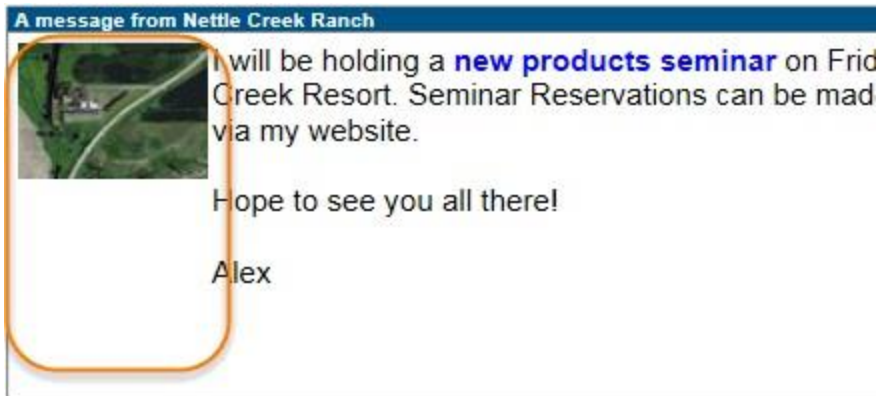 A message from Nettle Creek Ranch
I will be holding a new products seminar on
Creek Resort. Seminar Reservations can be
via my website.
Hope to see you all there!
Alex